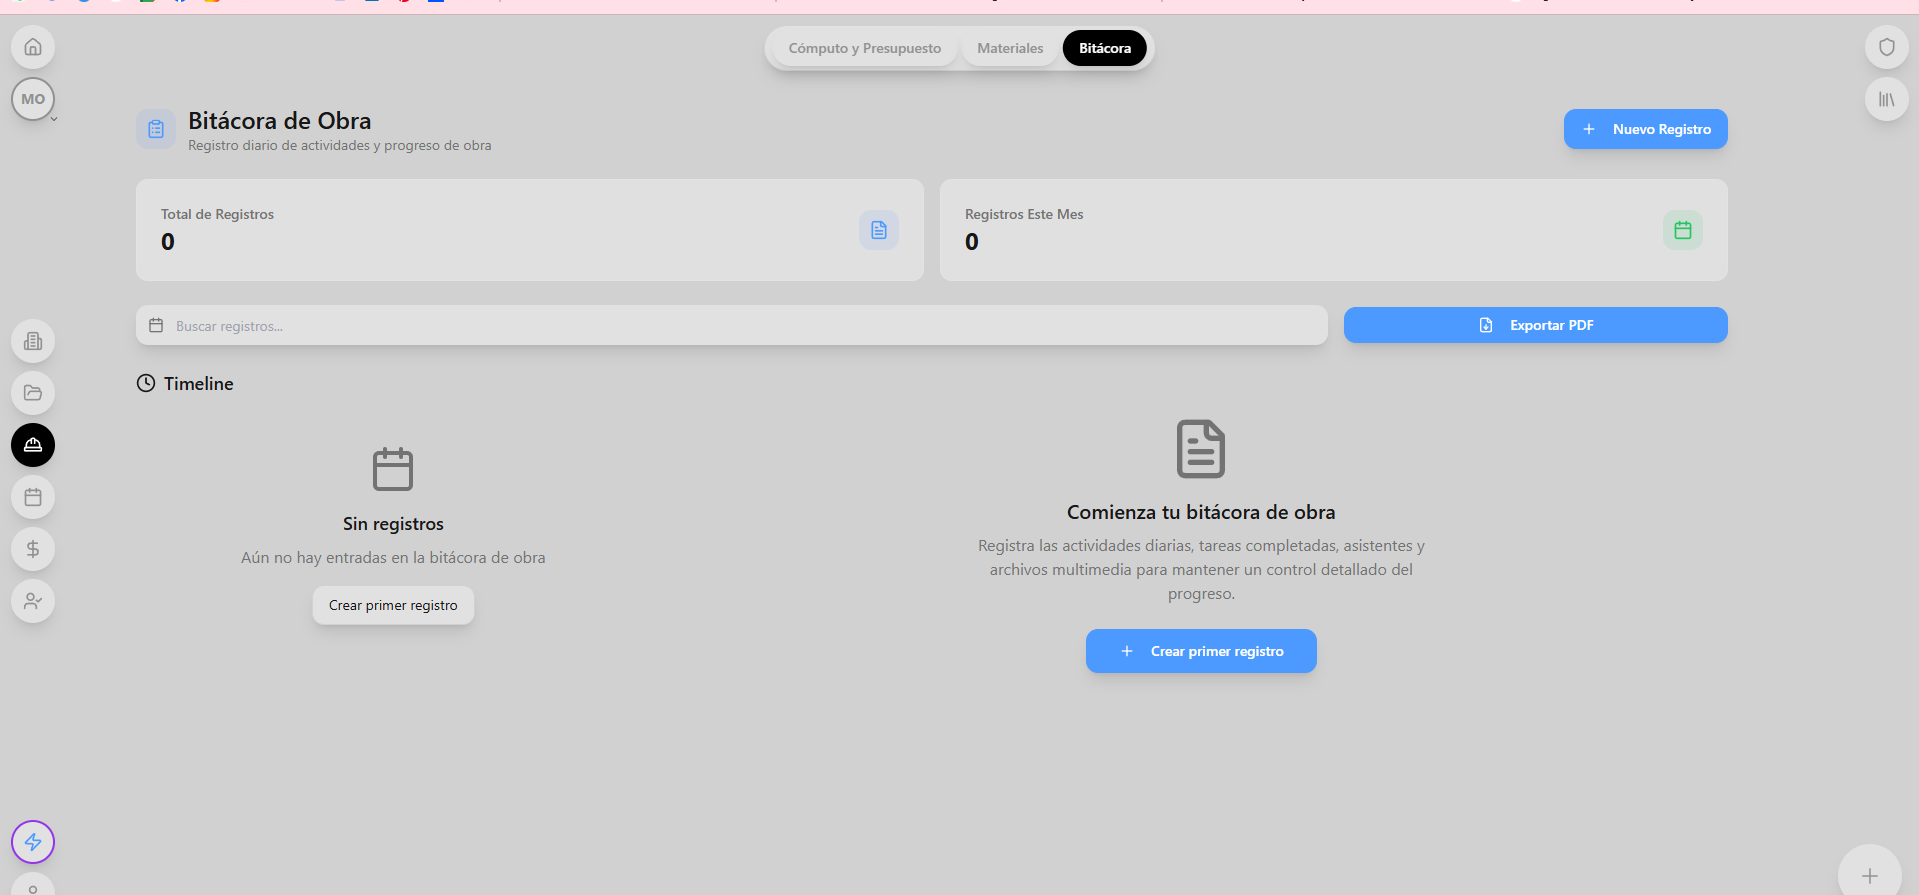 Cómputo y Presupuesto
Materiales
Bitácora
MO
Bitácora de Obra
Registro diario de actividades y progreso de obra
Nuevo Registro
Total de Registros
0
Registros Este Mes
0
Buscar registros...
Exportar PDF
Timeline
Sin registros
Aún no hay entradas en la bitácora de obra
Crear primer registro
Comienza tu bitácora de obra
Registra las actividades diarias, tareas completadas, asistentes y
archivos multimedia para mantener un control detallado del
progreso.
Crear primer registro